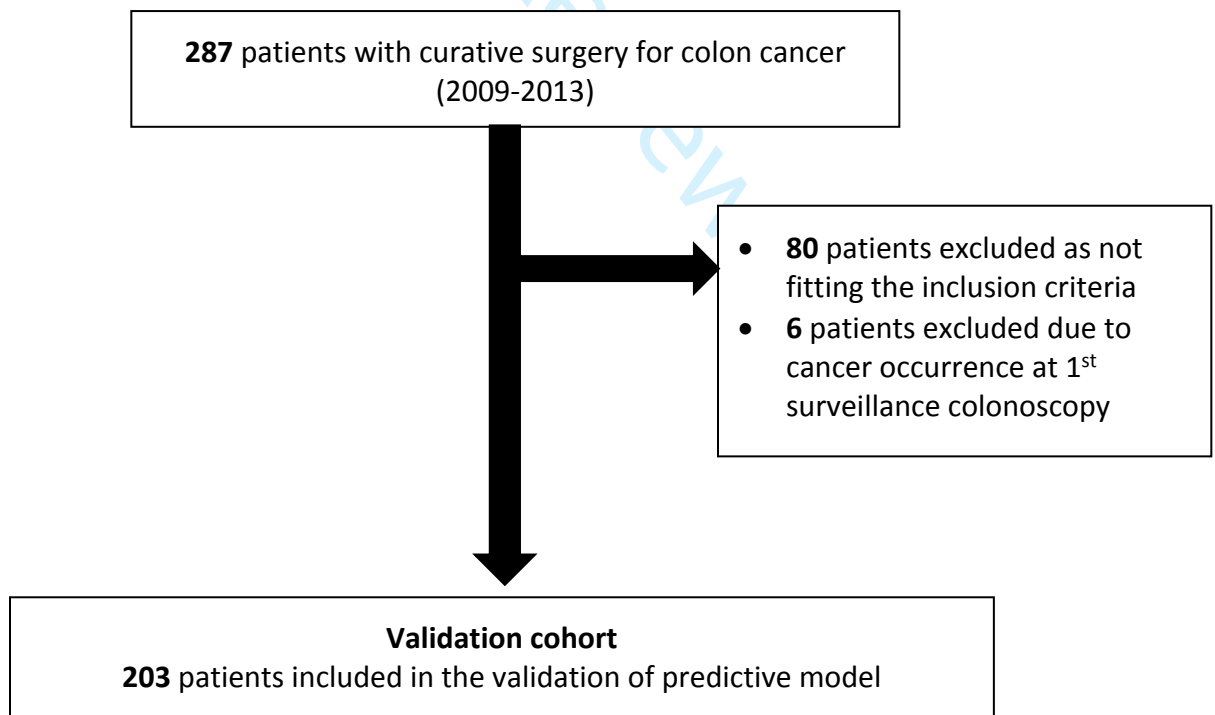 287 patients with curative surgery for colon cancer
(2009-2013)
ew
• 80 patients excluded as not
fitting the inclusion criteria
• 6 patients excluded due to
cancer occurrence at 1st
surveillance colonoscopy
Validation cohort
203 patients included in the validation of predictive model